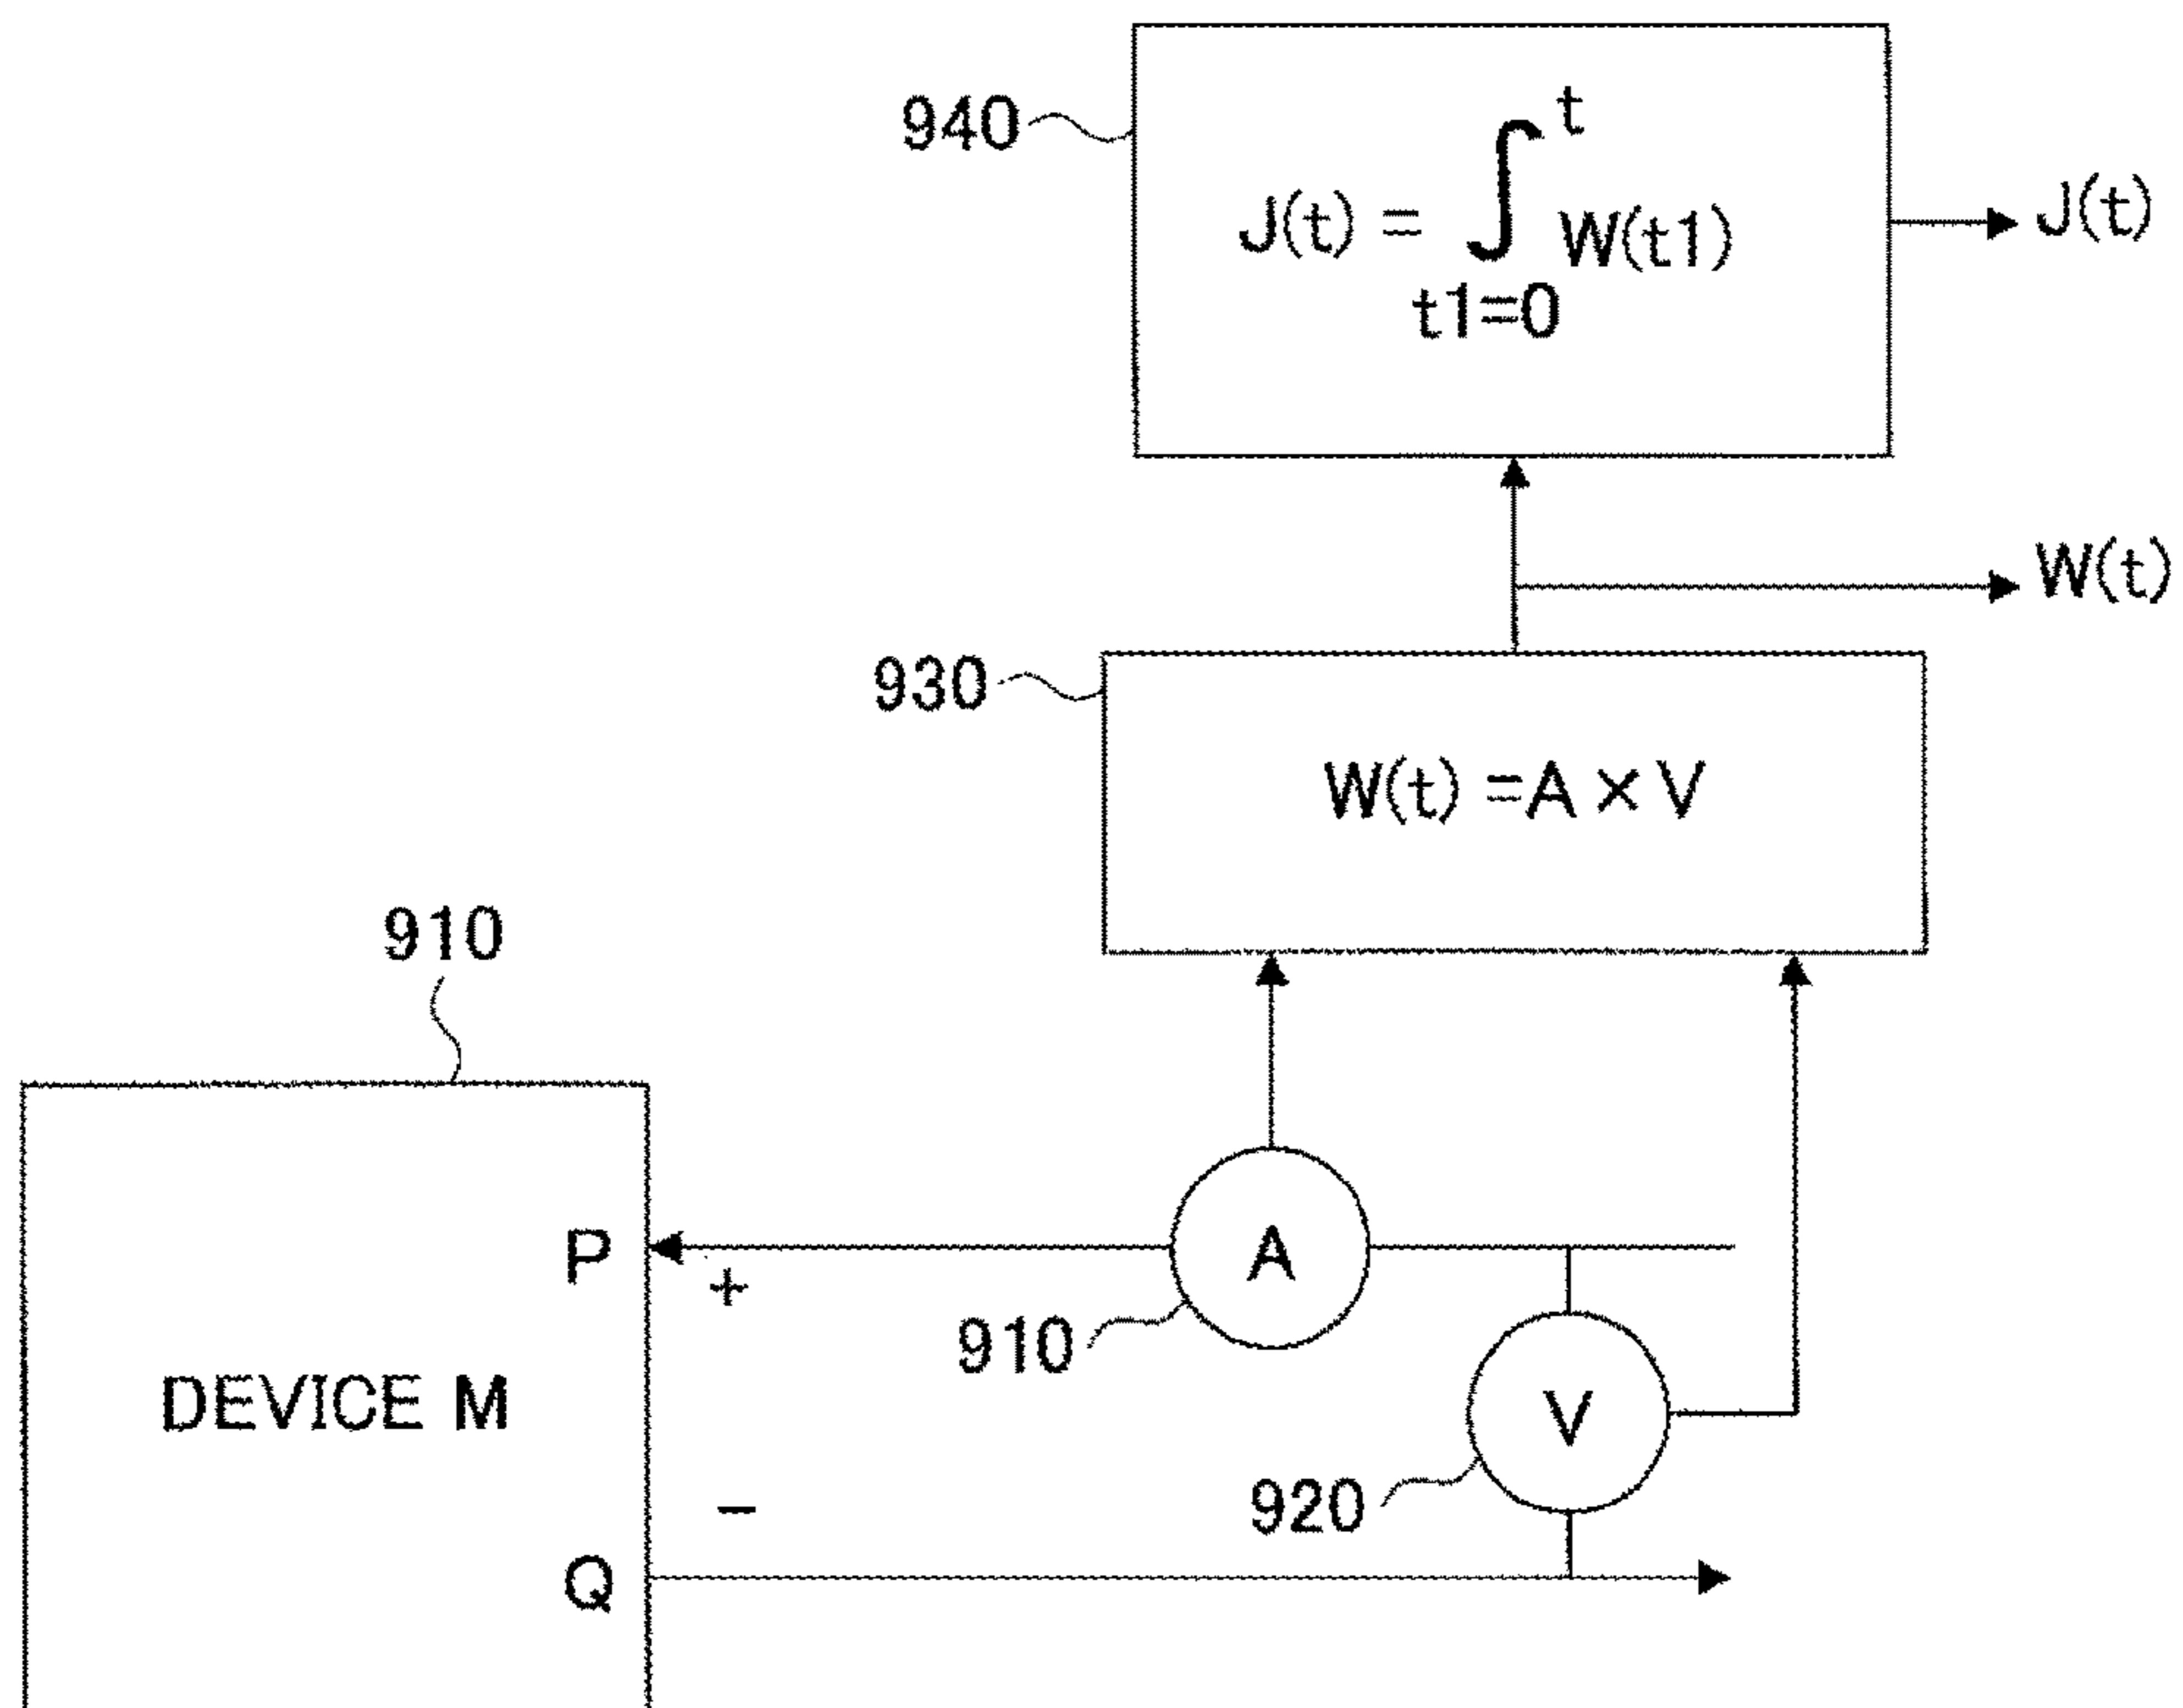 t
940
J(t) = ∫ W(t1)
J(t)
t1=0
W(t)
930
W(t) =A × V
910
P
+
A
910
DEVICE M
V
920
−
Q